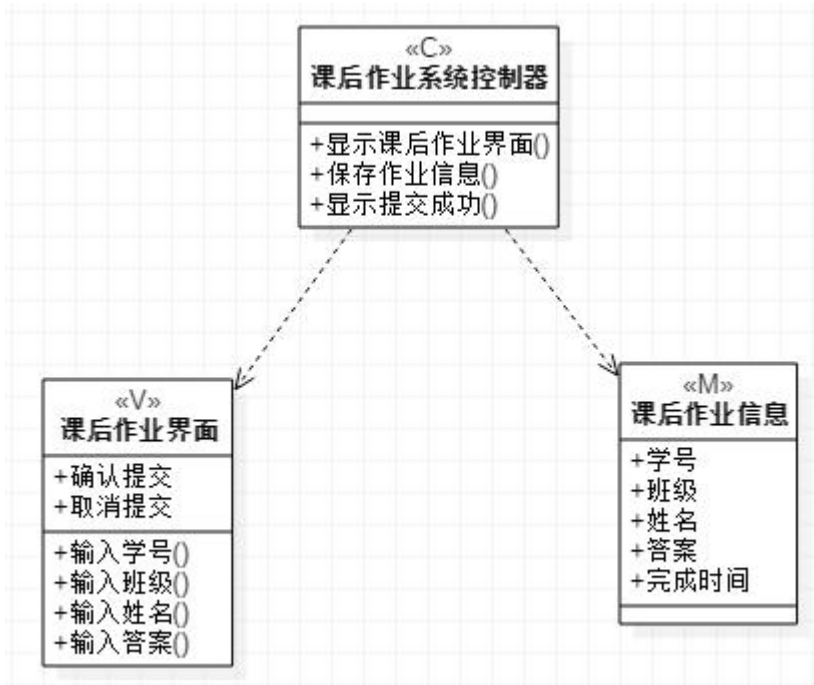 «C»
课后作业系统控制器
+显示课后作业界面()
+保存作业信息()
+显示提交成功()
«V»
课后作业界面
+确认提交
+取消提交
+输入学号()
+输入班级()
+输入姓名()
+输入答案()
«M»
课后作业信息
+学号
+班级
+姓名
+答案
+完成时间